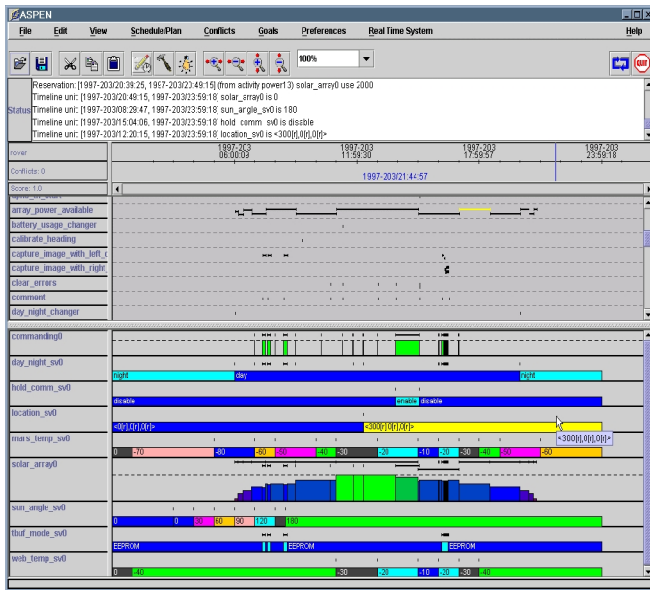 ASPEN
File Edit View Schedule/Plan Conflicts Goals Preferences Real Time System Help
100%
Status
Reservation: [1997-203/20:39:25, 1997-203/20:49:15] (from activity power13) solar_array0 use 2000
Timeline unit: [1997-203/20:49:15, 1997-203/23:59:18] solar_array0 is 0
Timeline unit: [1997-203/08:29:47, 1997-203/23:59:18] sun_angle_sv0 is 180
Timeline unit: [1997-203/15:04:06, 1997-203/23:59:18] hold_comm_sv0 is disable
Timeline unit: [1997-203/12:20:15, 1997-203/23:59:18] location_sv0 is <300[r],0[r],0[r]>
rover
1997-203 1997-203 1997-203 1997-203
06:00:03 11:59:30 17:59:57 23:59:18
Conflicts: 0
1997-203/21:44:57
Score: 1.0
array_power_available
battery_usage_changer
calibrate_heading
capture_image_with_left_c
capture_image_with_right_
clear_errors
comment
day_night_changer
commanding0
day_night_sv0
night day night
hold_comm_sv0
disable enable disable
location_sv0
<0[r],0[r],0[r]> <300[r],0[r],0[r]>
<300[r],0[r],0[r]>
mars_temp_sv0
0 -70 -80 -60 -50 -40 -30 -20 -10 -20 -30 -40 -50 -60
solar_array0
sun_angle_sv0
0 0 30 60 90 120 180
tbuf_mode_sv0
EEPROM EEPROM EEPROM
web_temp_sv0
0 -40 -30 -20 -10 -20 -30 -40